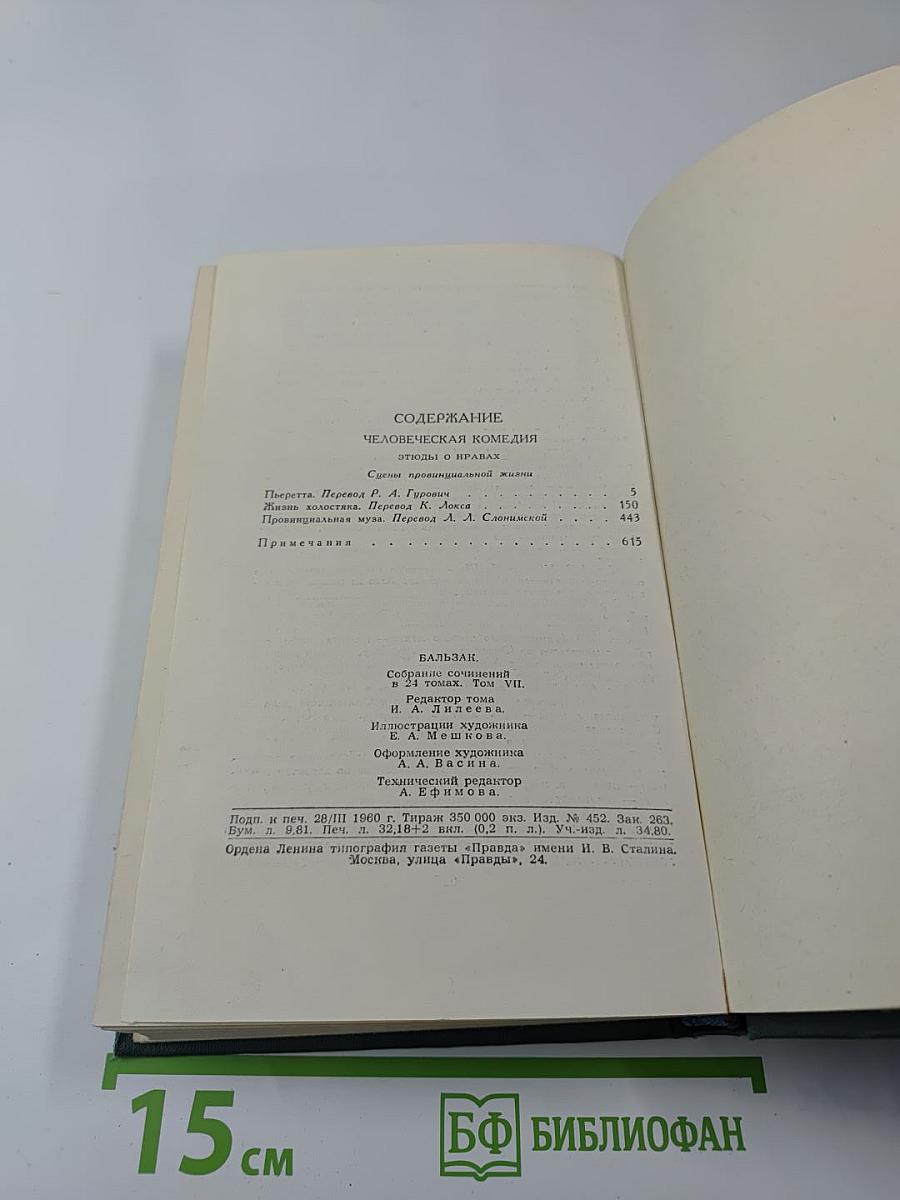 СОДЕРЖАНИЕ
ЧЕЛОВЕЧЕСКАЯ КОМЕДИЯ
ЭТЮДЫ О НРАВАХ
Сцены провинциальной жизни
Пьеретта. Перевод Р. А. Гурович . . . . . . . . . . 5
Жизнь холостяка. Перевод К. Локса . . . . . . . . . 150
Провинциальная муза. Перевод Л. Л. Слонимской . . . . 443
Примечания . . . . . . . . . . . . . . . . 615
БАЛЬЗАК.
Собрание сочинений
в 24 томах. Том VII.
Редактор тома
И. А. Лилеева.
Иллюстрации художника
Е. А. Мешкова.
Оформление художника
А. А. Васина.
Технический редактор
А. Ефимова.
Подп. к печ. 28/III 1960 г. Тираж 350 000 экз. Изд. № 452. Зак. 263.
Бум. л. 9,81. Печ. л. 32,18+2 вкл. (0,2 п. л.). Уч.-изд. л. 34,80.
Ордена Ленина типография газеты «Правда» имени И. В. Сталина.
Москва, улица «Правды», 24.
15 см
БФ БИБЛИОФАН